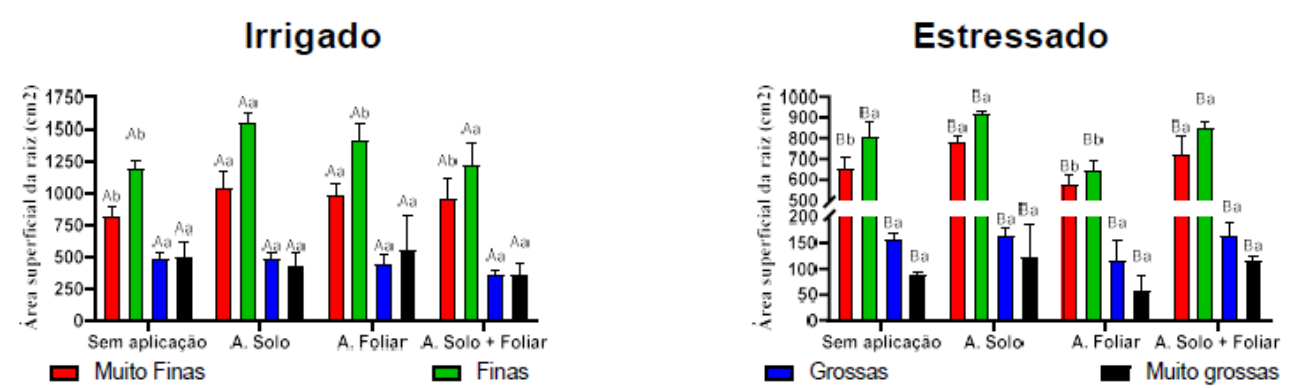 Irrigado
Estressado
Área superficial da raiz (cm2)
1750
1500
1250
1000
750
500
250
0
Ab
Ab
Aa
Aa
Aa
Aa
Aa
Aa
Aa
Ab
Aa
Aa
Ab
Aa
Aa
Aa
Sem aplicação
A. Solo
A. Foliar
A. Solo + Foliar
Área superficial da raiz (cm2)
1000
900
800
700
600
500
200
150
100
50
0
Bb
Ba
Ba
Ba
Ba
Ba
Ba
Ba
Bb
Bb
Ba
Ba
Ba
Ba
Ba
Ba
Sem aplicação
A. Solo
A. Foliar
A. Solo + Foliar
Muito Finas
Finas
Grossas
Muito grossas